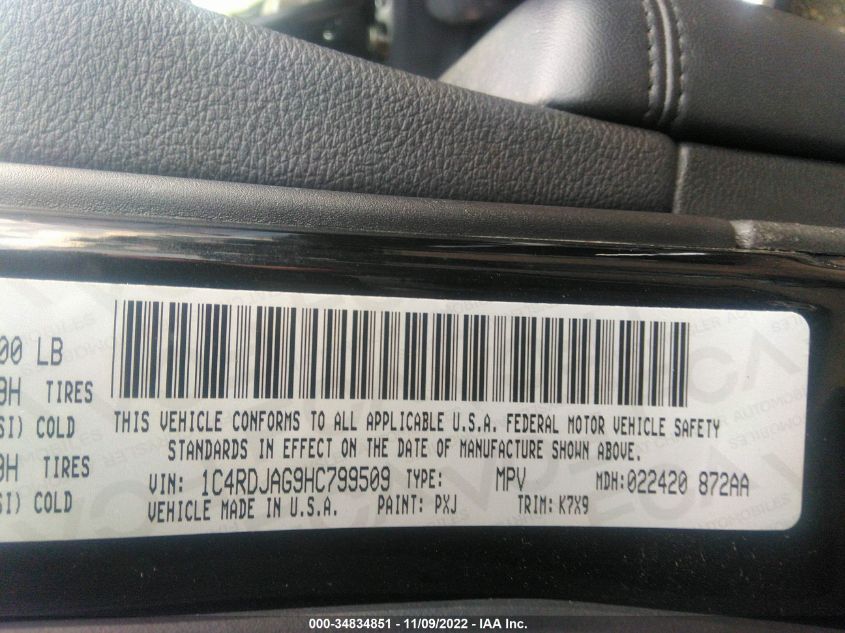 00 LB
9H TIRES
SI) COLD
9H TIRES
SI) COLD
THIS VEHICLE CONFORMS TO ALL APPLICABLE U.S.A. FEDERAL MOTOR VEHICLE SAFETY
STANDARDS IN EFFECT ON THE DATE OF MANUFACTURE SHOWN ABOVE.
VIN: 1C4RDJAG9HC799509 TYPE: MPV MDH:022420 872AA
VEHICLE MADE IN U.S.A. PAINT: PXJ TRIM: K7X9
000-34834851 - 11/09/2022 - IAA Inc.